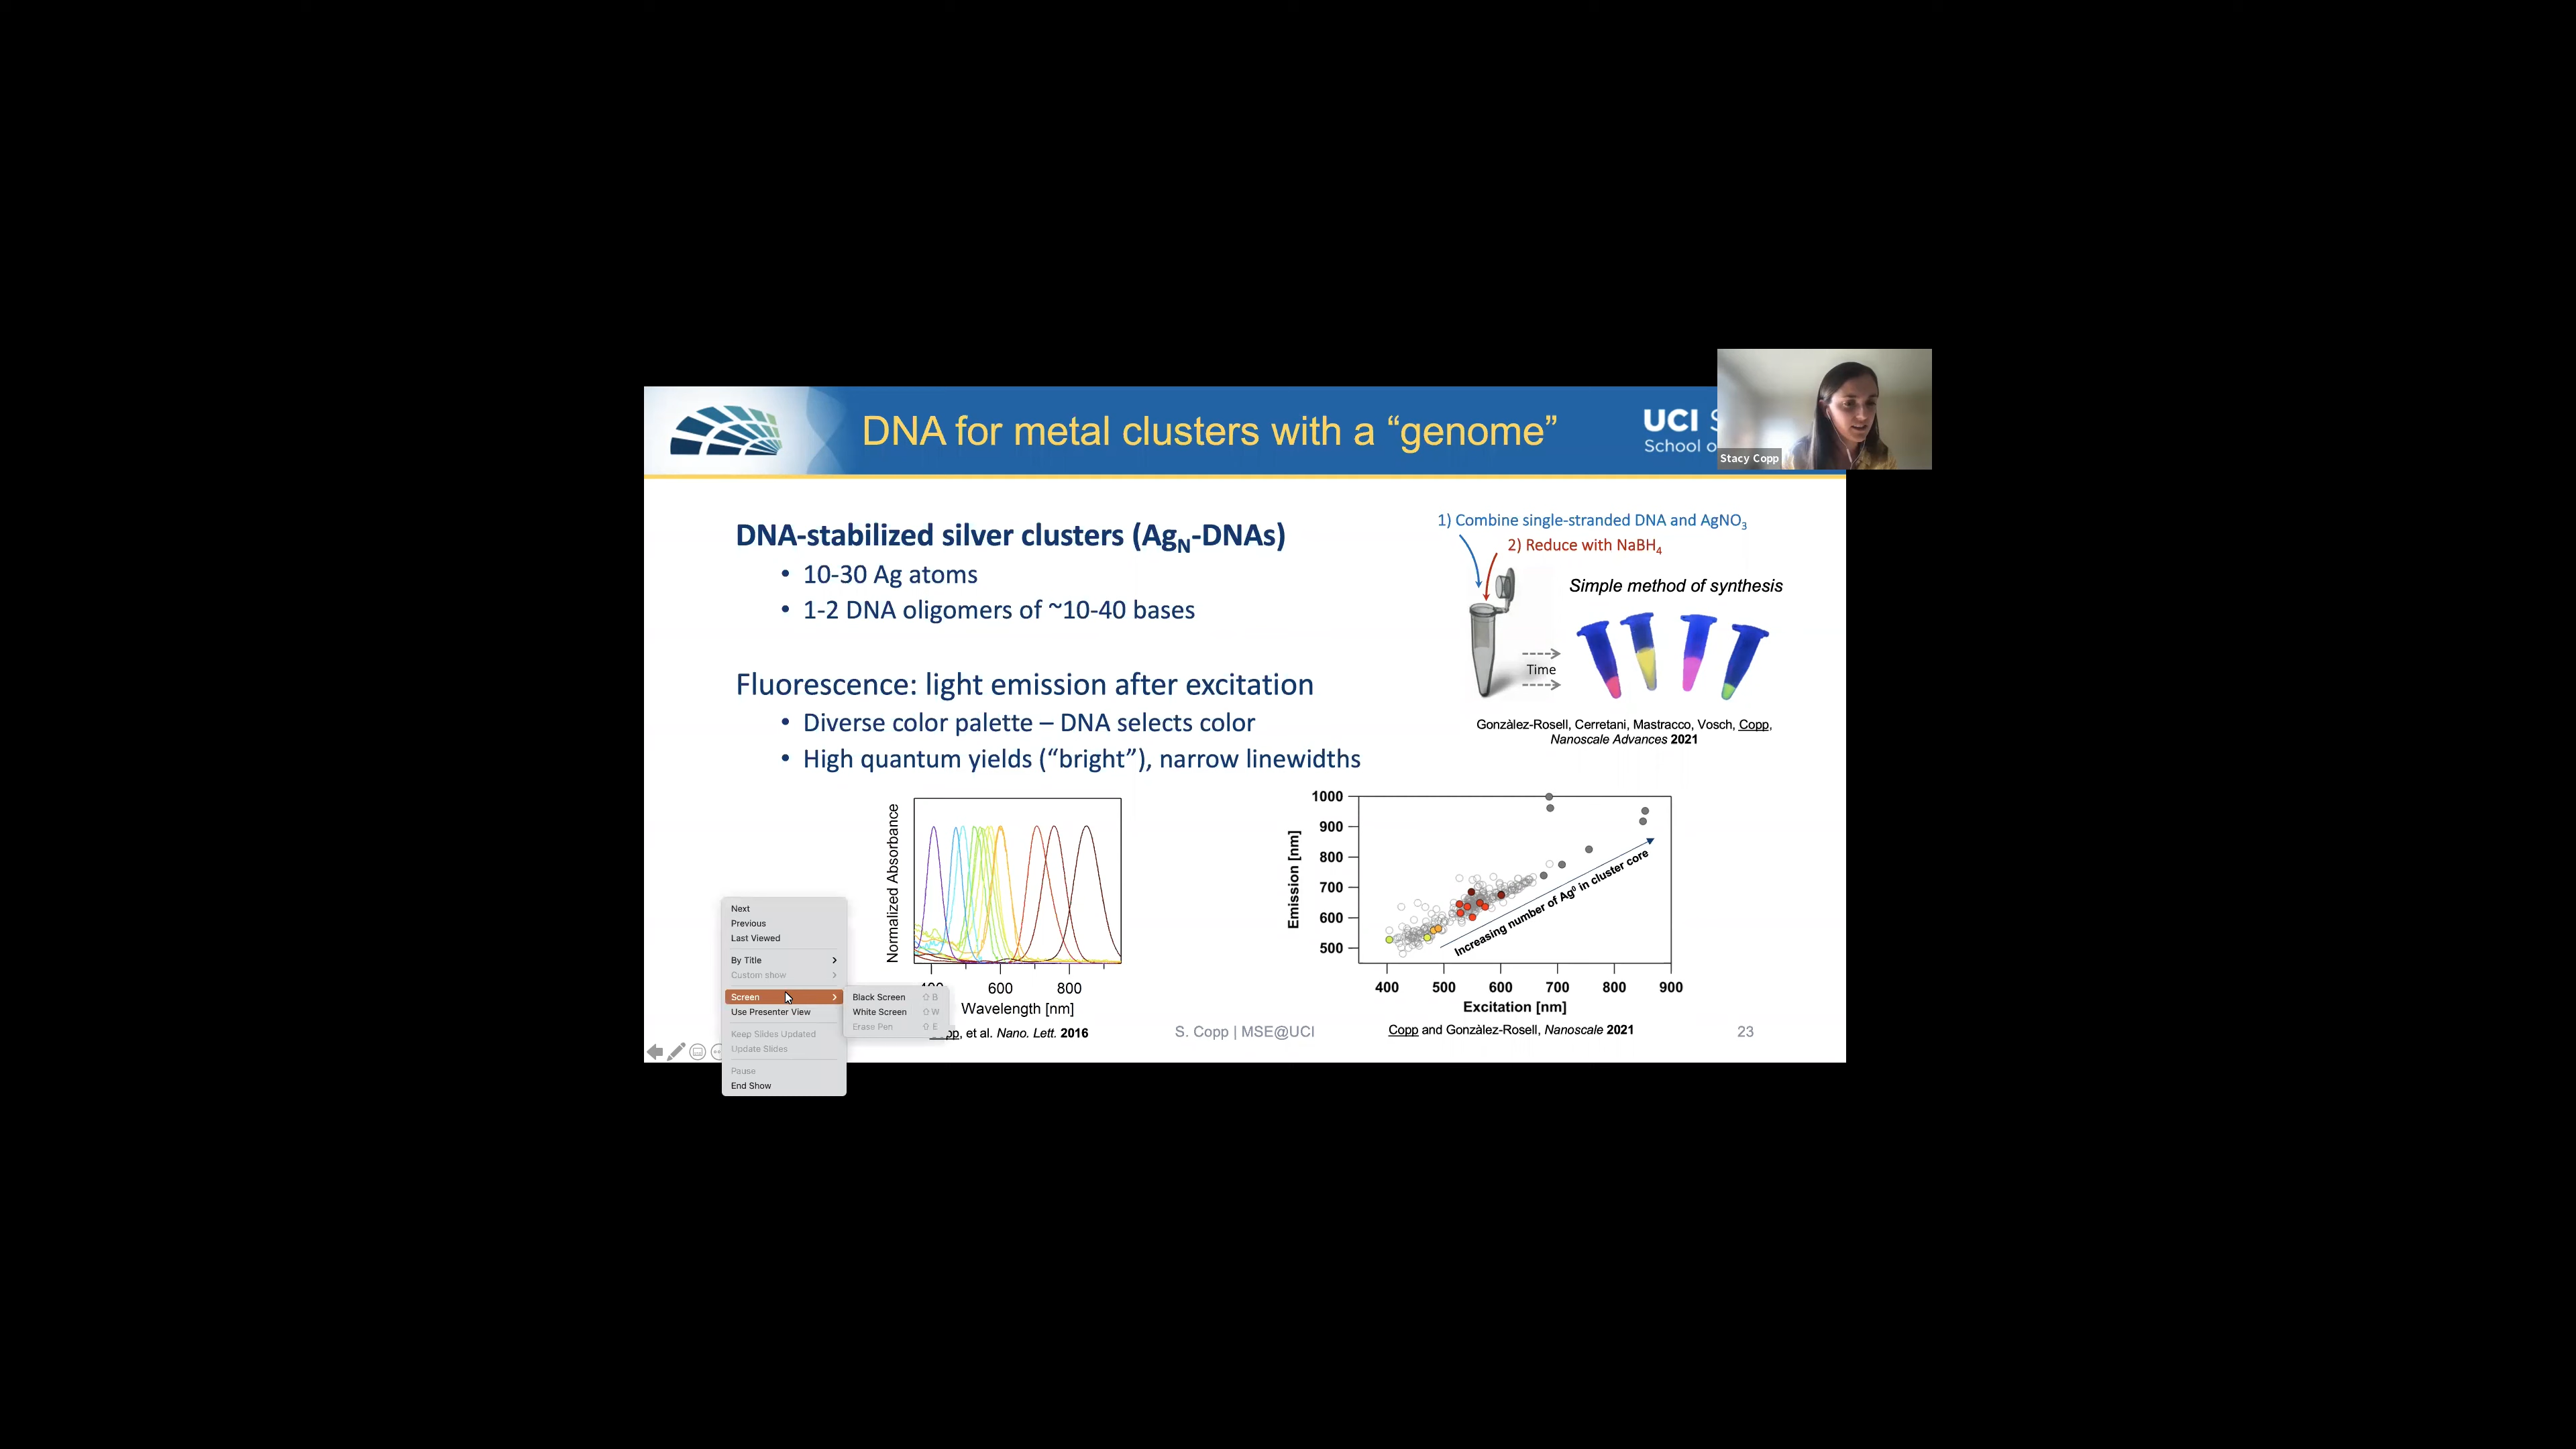 DNA for metal clusters with a “genome”
UCI
School
Stacy Copp
DNA-stabilized silver clusters (AgN-DNAs)
• 10-30 Ag atoms
• 1-2 DNA oligomers of ~10-40 bases
Fluorescence: light emission after excitation
• Diverse color palette – DNA selects color
• High quantum yields (“bright”), narrow linewidths
1) Combine single-stranded DNA and AgNO3
2) Reduce with NaBH4
Simple method of synthesis
Time
Gonzàlez-Rosell, Cerretani, Mastracco, Vosch, Copp,
Nanoscale Advances 2021
Normalized Absorbance
600 800
Wavelength [nm]
, et al. Nano. Lett. 2016
1000
900
800
700
600
500
Emission [nm]
Increasing number of Ag0 in cluster core
400 500 600 700 800 900
Excitation [nm]
Copp and Gonzàlez-Rosell, Nanoscale 2021
S. Copp | MSE@UCI
23
Next
Previous
Last Viewed
By Title
Custom show
Screen
Use Presenter View
Keep Slides Updated
Update Slides
Pause
End Show
Black Screen ⇧ B
White Screen ⇧ W
Erase Pen ⇧ E